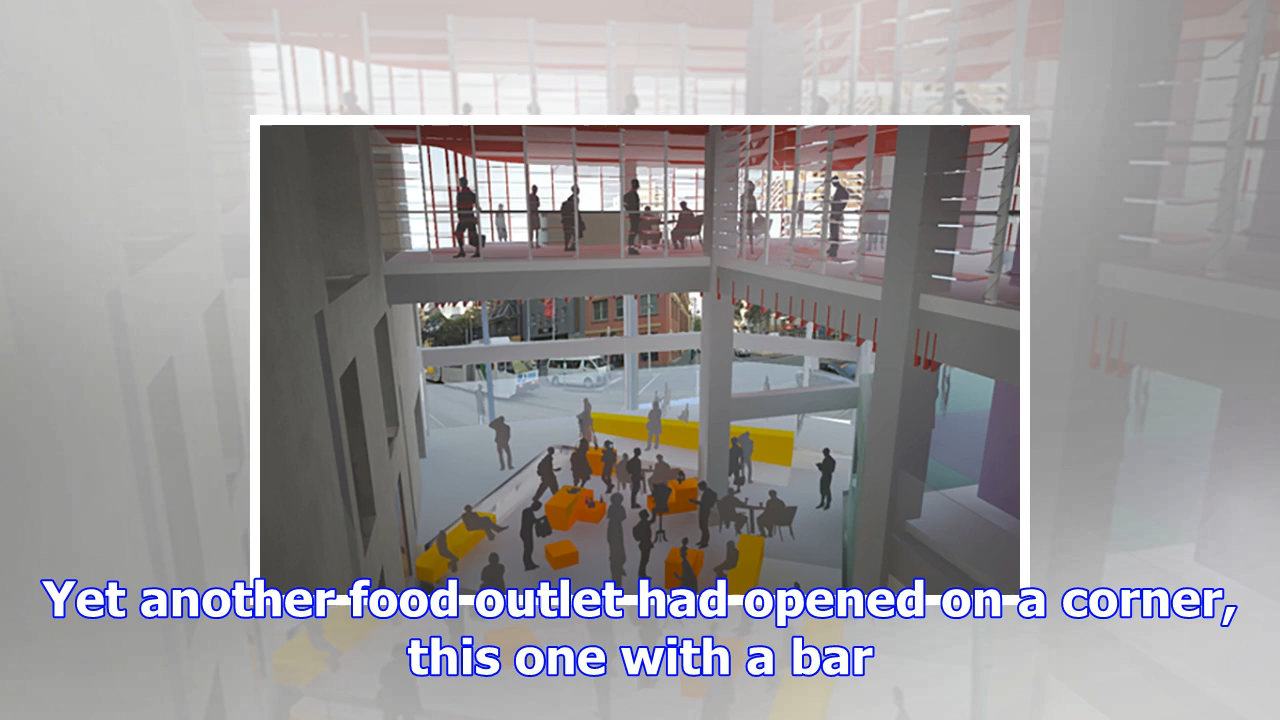 Yet another food outlet had opened on a corner,
this one with a bar